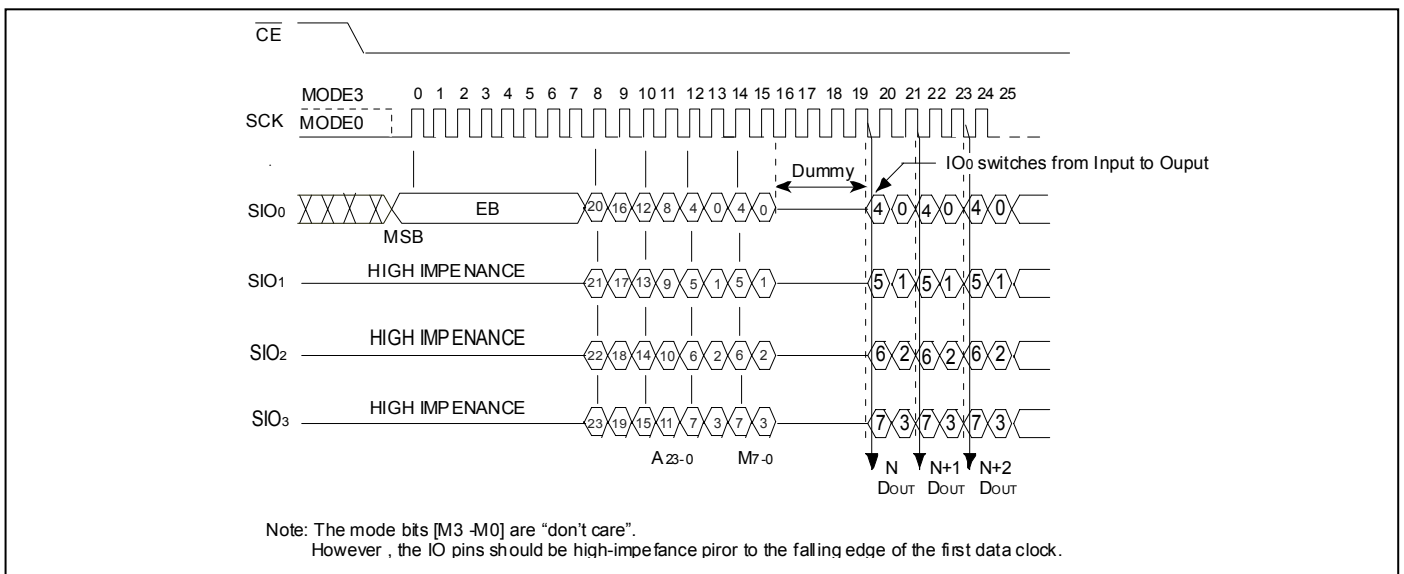 CE
MODE3 0 1 2 3 4 5 6 7 8 9 10 11 12 13 14 15 16 17 18 19 20 21 22 23 24 25
SCK MODE0
Dummy
IO0 switches from Input to Ouput
SIO0 EB 20 16 12 8 4 0 4 0 4 0 4 0 4 0
MSB
SIO1 HIGH IMPENANCE 21 17 13 9 5 1 5 1 5 1 5 1 5 1
SIO2 HIGH IMPENANCE 22 18 14 10 6 2 6 2 6 2 6 2 6 2
SIO3 HIGH IMPENANCE 23 19 15 11 7 3 7 3 7 3 7 3 7 3
A23-0 M7-0 N N+1 N+2
DOUT DOUT DOUT
Note: The mode bits [M3 -M0] are “don’t care”.
However , the IO pins should be high-impefance piror to the falling edge of the first data clock.